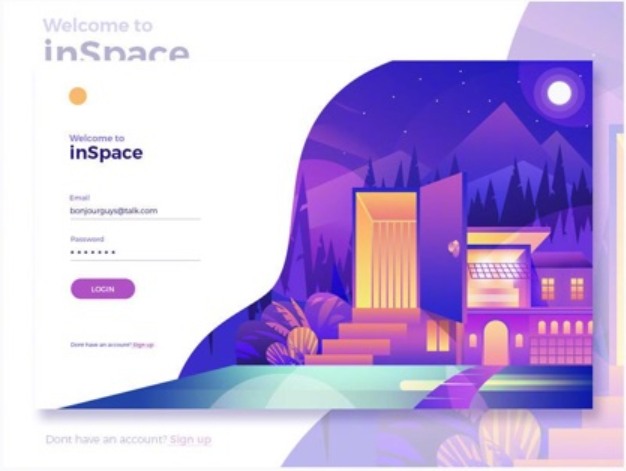 Welcome to
inSpace
Welcome to
inSpace
Email
bonjourguys@talk.com
Password
LOGIN
Dont have an account? Sign up
Dont have an account? Sign up